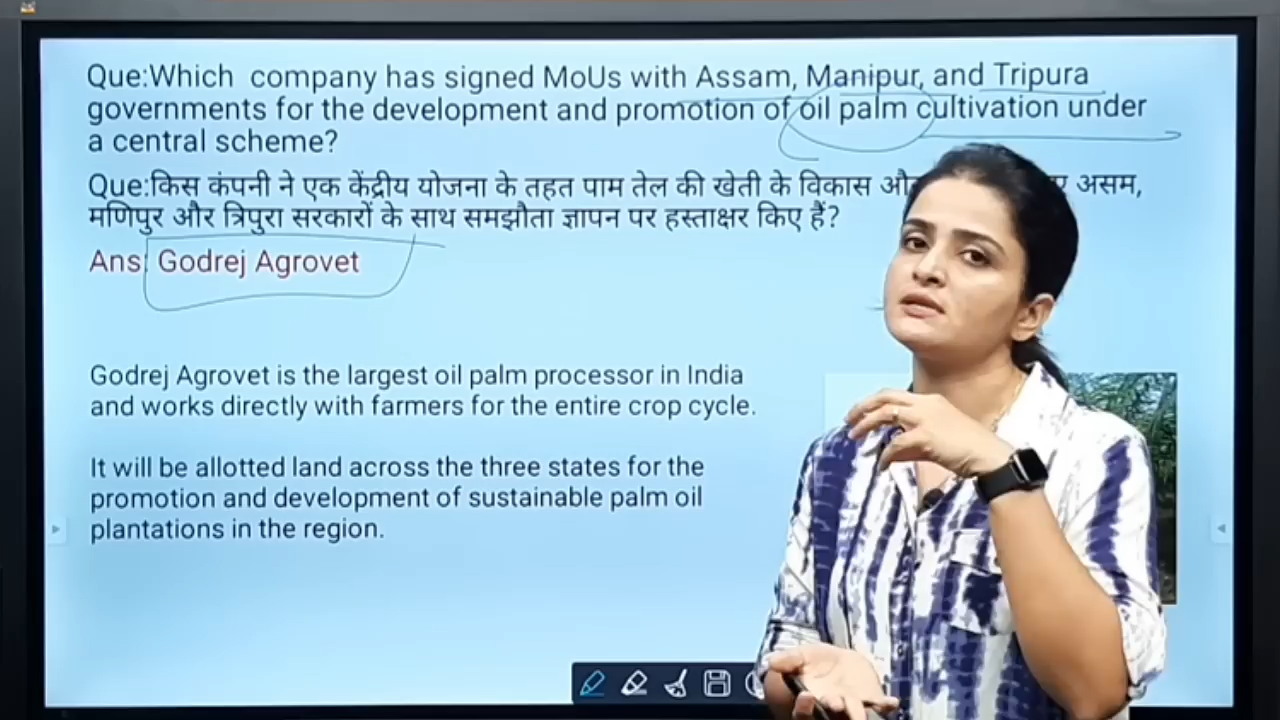 Que:Which company has signed MoUs with Assam, Manipur, and Tripura
governments for the development and promotion of oil palm cultivation under
a central scheme?
Que:किस कंपनी ने एक केंद्रीय योजना के तहत पाम तेल की खेती के विकास असम,
मणिपुर और त्रिपुरा सरकारों के साथ समझौता ज्ञापन पर हस्ताक्षर किए हैं?
Ans: Godrej Agrovet
Godrej Agrovet is the largest oil palm processor in India
and works directly with farmers for the entire crop cycle.
It will be allotted land across the three states for the
promotion and development of sustainable palm oil
plantations in the region.